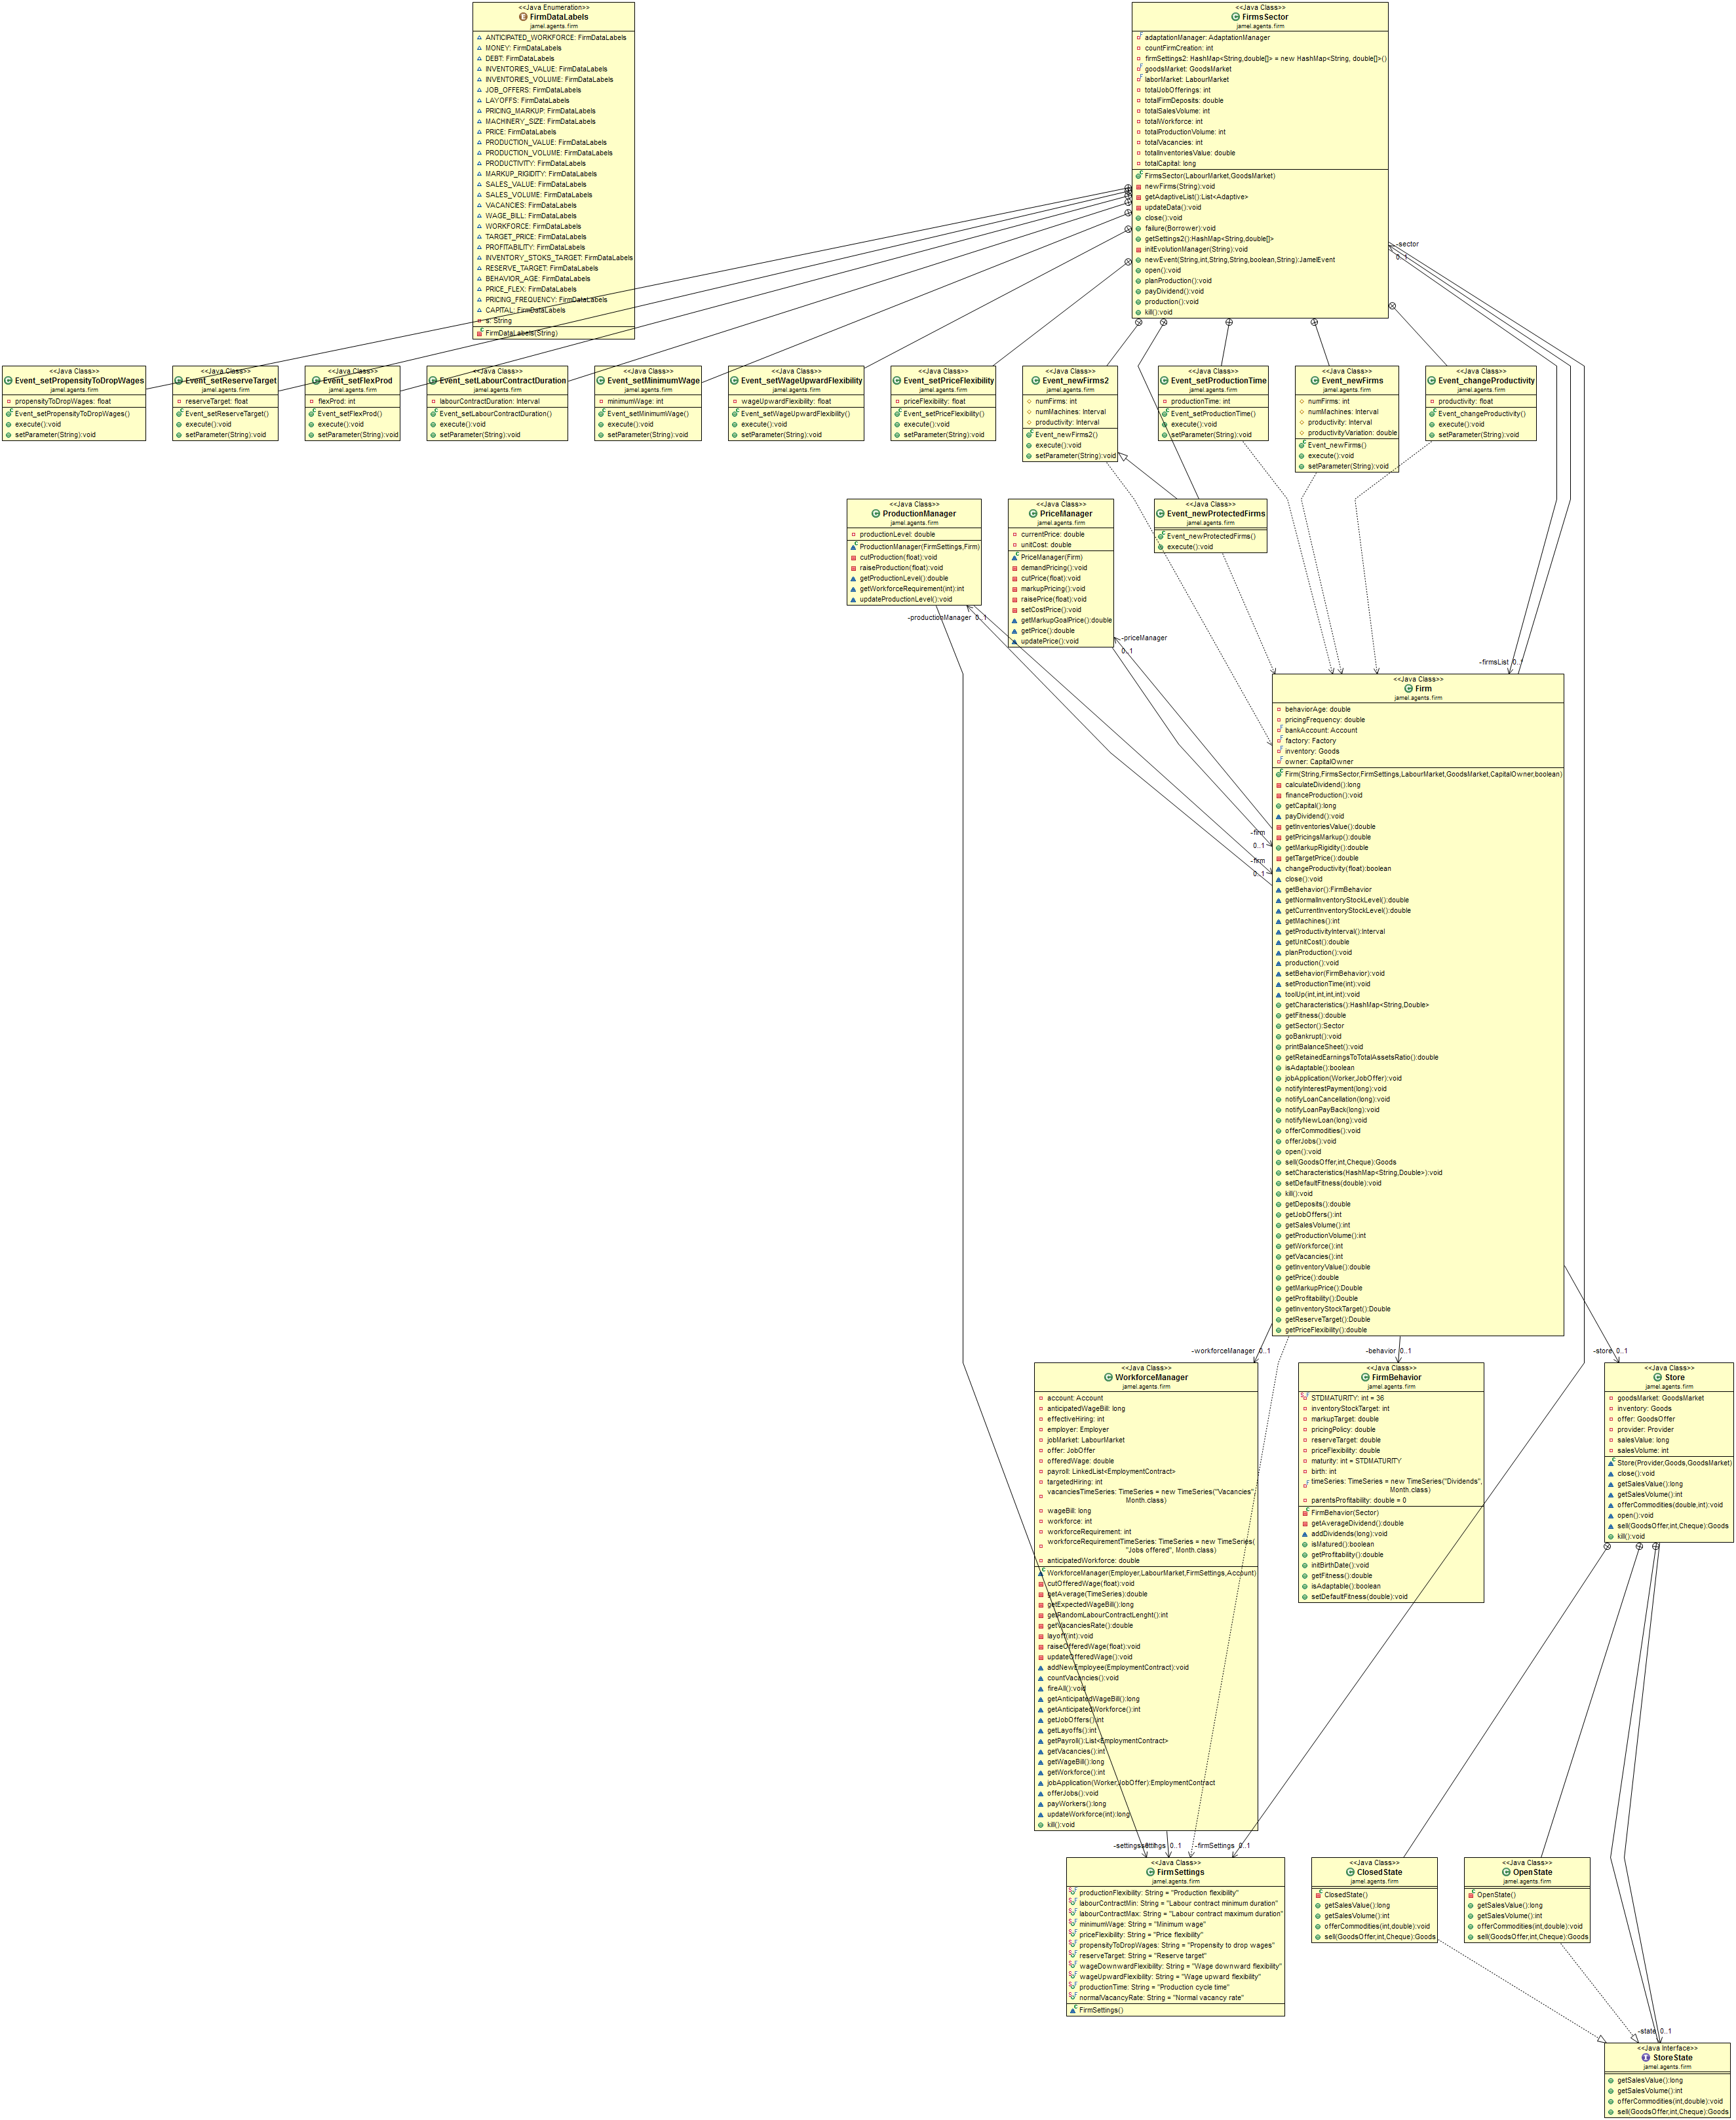 <<Java Enumeration>>
FirmDataLabels
jamel.agents.firm
ANTICIPATED_WORKFORCE: FirmDataLabels
MONEY: FirmDataLabels
DEBT: FirmDataLabels
INVENTORIES_VALUE: FirmDataLabels
INVENTORIES_VOLUME: FirmDataLabels
JOB_OFFERS: FirmDataLabels
LAYOFFS: FirmDataLabels
PRICING_MARKUP: FirmDataLabels
MACHINERY_SIZE: FirmDataLabels
PRICE: FirmDataLabels
PRODUCTION_VALUE: FirmDataLabels
PRODUCTION_VOLUME: FirmDataLabels
PRODUCTIVITY: FirmDataLabels
MARKUP_RIGIDITY: FirmDataLabels
SALES_VALUE: FirmDataLabels
SALES_VOLUME: FirmDataLabels
VACANCIES: FirmDataLabels
WAGE_BILL: FirmDataLabels
WORKFORCE: FirmDataLabels
TARGET_PRICE: FirmDataLabels
PROFITABILITY: FirmDataLabels
INVENTORY_STOKS_TARGET: FirmDataLabels
RESERVE_TARGET: FirmDataLabels
BEHAVIOR_AGE: FirmDataLabels
PRICE_FLEX: FirmDataLabels
PRICING_FREQUENCY: FirmDataLabels
CAPITAL: FirmDataLabels
s: String
FirmDataLabels(String)
<<Java Class>>
FirmsSector
jamel.agents.firm
adaptationManager: AdaptationManager
countFirmCreation: int
firmSettings2: HashMap<String,double[]> = new HashMap<String, double[]>()
goodsMarket: GoodsMarket
laborMarket: LabourMarket
totalJobOfferings: int
totalFirmDeposits: double
totalSalesVolume: int
totalWorkforce: int
totalProductionVolume: int
totalVacancies: int
totalInventoriesValue: double
totalCapital: long
FirmsSector(LabourMarket,GoodsMarket)
newFirms(String):void
getAdaptiveList():List<Adaptive>
updateData():void
close():void
failure(Borrower):void
getSettings2():HashMap<String,double[]>
initEvolutionManager(String):void
newEvent(String,int,String,String,boolean,String):JamelEvent
open():void
planProduction():void
payDividend():void
production():void
kill():void
-sector
0..1
<<Java Class>>
Event_setPropensityToDropWages
jamel.agents.firm
propensityToDropWages: float
Event_setPropensityToDropWages()
execute():void
setParameter(String):void
<<Java Class>>
Event_setReserveTarget
jamel.agents.firm
reserveTarget: float
Event_setReserveTarget()
execute():void
setParameter(String):void
<<Java Class>>
Event_setFlexProd
jamel.agents.firm
flexProd: int
Event_setFlexProd()
execute():void
setParameter(String):void
<<Java Class>>
Event_setLabourContractDuration
jamel.agents.firm
labourContractDuration: Interval
Event_setLabourContractDuration()
execute():void
setParameter(String):void
<<Java Class>>
Event_setMinimumWage
jamel.agents.firm
minimumWage: int
Event_setMinimumWage()
execute():void
setParameter(String):void
<<Java Class>>
Event_setWageUpwardFlexibility
jamel.agents.firm
wageUpwardFlexibility: float
Event_setWageUpwardFlexibility()
execute():void
setParameter(String):void
<<Java Class>>
Event_setPriceFlexibility
jamel.agents.firm
priceFlexibility: float
Event_setPriceFlexibility()
execute():void
setParameter(String):void
<<Java Class>>
Event_newFirms2
jamel.agents.firm
numFirms: int
numMachines: Interval
productivity: Interval
Event_newFirms2()
execute():void
setParameter(String):void
<<Java Class>>
Event_setProductionTime
jamel.agents.firm
productionTime: int
Event_setProductionTime()
execute():void
setParameter(String):void
<<Java Class>>
Event_newFirms
jamel.agents.firm
numFirms: int
numMachines: Interval
productivity: Interval
productivityVariation: double
Event_newFirms()
execute():void
setParameter(String):void
<<Java Class>>
Event_changeProductivity
jamel.agents.firm
productivity: float
Event_changeProductivity()
execute():void
setParameter(String):void
<<Java Class>>
ProductionManager
jamel.agents.firm
productionLevel: double
ProductionManager(FirmSettings,Firm)
cutProduction(float):void
raiseProduction(float):void
getProductionLevel():double
getWorkforceRequirement(int):int
updateProductionLevel():void
-productionManager 0..1
<<Java Class>>
PriceManager
jamel.agents.firm
currentPrice: double
unitCost: double
PriceManager(Firm)
demandPricing():void
cutPrice(float):void
markupPricing():void
raisePrice(float):void
setCostPrice():void
getMarkupGoalPrice():double
getPrice():double
updatePrice():void
-priceManager
0..1
<<Java Class>>
Event_newProtectedFirms
jamel.agents.firm
Event_newProtectedFirms()
execute():void
-firmsList 0..*
<<Java Class>>
Firm
jamel.agents.firm
behaviorAge: double
pricingFrequency: double
bankAccount: Account
factory: Factory
inventory: Goods
owner: CapitalOwner
Firm(String,FirmsSector,FirmSettings,LabourMarket,GoodsMarket,CapitalOwner,boolean)
calculateDividend():long
financeProduction():void
getCapital():long
payDividend():void
getInventoriesValue():double
getPricingsMarkup():double
getMarkupRigidity():double
getTargetPrice():double
changeProductivity(float):boolean
close():void
getBehavior():FirmBehavior
getNormalInventoryStockLevel():double
getCurrentInventoryStockLevel():double
getMachines():int
getProductivityInterval():Interval
getUnitCost():double
planProduction():void
production():void
setBehavior(FirmBehavior):void
setProductionTime(int):void
toolUp(int,int,int,int):void
getCharacteristics():HashMap<String,Double>
getFitness():double
getSector():Sector
goBankrupt():void
printBalanceSheet():void
getRetainedEarningsToTotalAssetsRatio():double
isAdaptable():boolean
jobApplication(Worker,JobOffer):void
notifyInterestPayment(long):void
notifyLoanCancellation(long):void
notifyLoanPayBack(long):void
notifyNewLoan(long):void
offerCommodities():void
offerJobs():void
open():void
sell(GoodsOffer,int,Cheque):Goods
setCharacteristics(HashMap<String,Double>):void
setDefaultFitness(double):void
kill():void
getDeposits():double
getJobOffers():int
getSalesVolume():int
getProductionVolume():int
getWorkforce():int
getVacancies():int
getInventoryValue():double
getPrice():double
getMarkupPrice():Double
getProfitability():Double
getInventoryStockTarget():Double
getReserveTarget():Double
getPriceFlexibility():double
-firm
0..1
-firm
0..1
-workforceManager 0..1
-behavior 0..1
-store 0..1
<<Java Class>>
WorkforceManager
jamel.agents.firm
account: Account
anticipatedWageBill: long
effectiveHiring: int
employer: Employer
jobMarket: LabourMarket
offer: JobOffer
offeredWage: double
payroll: LinkedList<EmploymentContract>
targetedHiring: int
vacanciesTimeSeries: TimeSeries = new TimeSeries("Vacancies",
Month.class)
wageBill: long
workforce: int
workforceRequirement: int
workforceRequirementTimeSeries: TimeSeries = new TimeSeries(
"Jobs offered", Month.class)
anticipatedWorkforce: double
WorkforceManager(Employer,LabourMarket,FirmSettings,Account)
cutOfferedWage(float):void
getAverage(TimeSeries):double
getExpectedWageBill():long
getRandomLabourContractLenght():int
getVacanciesRate():double
layoff(int):void
raiseOfferedWage(float):void
updateOfferedWage():void
addNewEmployee(EmploymentContract):void
countVacancies():void
fireAll():void
getAnticipatedWageBill():long
getAnticipatedWorkforce():int
getJobOffers():int
getLayoffs():int
getPayroll():List<EmploymentContract>
getVacancies():int
getWageBill():long
getWorkforce():int
jobApplication(Worker,JobOffer):EmploymentContract
offerJobs():void
payWorkers():long
updateWorkforce(int):long
kill():void
<<Java Class>>
FirmBehavior
jamel.agents.firm
STDMATURITY: int = 36
inventoryStockTarget: int
markupTarget: double
pricingPolicy: double
reserveTarget: double
priceFlexibility: double
maturity: int = STDMATURITY
birth: int
timeSeries: TimeSeries = new TimeSeries("Dividends",
Month.class)
parentsProfitability: double = 0
FirmBehavior(Sector)
getAverageDividend():double
addDividends(long):void
isMatured():boolean
getProfitability():double
initBirthDate():void
getFitness():double
isAdaptable():boolean
setDefaultFitness(double):void
<<Java Class>>
Store
jamel.agents.firm
goodsMarket: GoodsMarket
inventory: Goods
offer: GoodsOffer
provider: Provider
salesValue: long
salesVolume: int
Store(Provider,Goods,GoodsMarket)
close():void
getSalesValue():long
getSalesVolume():int
offerCommodities(double,int):void
open():void
sell(GoodsOffer,int,Cheque):Goods
kill():void
-settings 0..1
-firmSettings 0..1
<<Java Class>>
FirmSettings
jamel.agents.firm
productionFlexibility: String = "Production flexibility"
labourContractMin: String = "Labour contract minimum duration"
labourContractMax: String = "Labour contract maximum duration"
minimumWage: String = "Minimum wage"
priceFlexibility: String = "Price flexibility"
propensityToDropWages: String = "Propensity to drop wages"
reserveTarget: String = "Reserve target"
wageDownwardFlexibility: String = "Wage downward flexibility"
wageUpwardFlexibility: String = "Wage upward flexibility"
productionTime: String = "Production cycle time"
normalVacancyRate: String = "Normal vacancy rate"
FirmSettings()
<<Java Class>>
ClosedState
jamel.agents.firm
ClosedState()
getSalesValue():long
getSalesVolume():int
offerCommodities(int,double):void
sell(GoodsOffer,int,Cheque):Goods
<<Java Class>>
OpenState
jamel.agents.firm
OpenState()
getSalesValue():long
getSalesVolume():int
offerCommodities(int,double):void
sell(GoodsOffer,int,Cheque):Goods
-state 0..1
<<Java Interface>>
StoreState
jamel.agents.firm
getSalesValue():long
getSalesVolume():int
offerCommodities(int,double):void
sell(GoodsOffer,int,Cheque):Goods